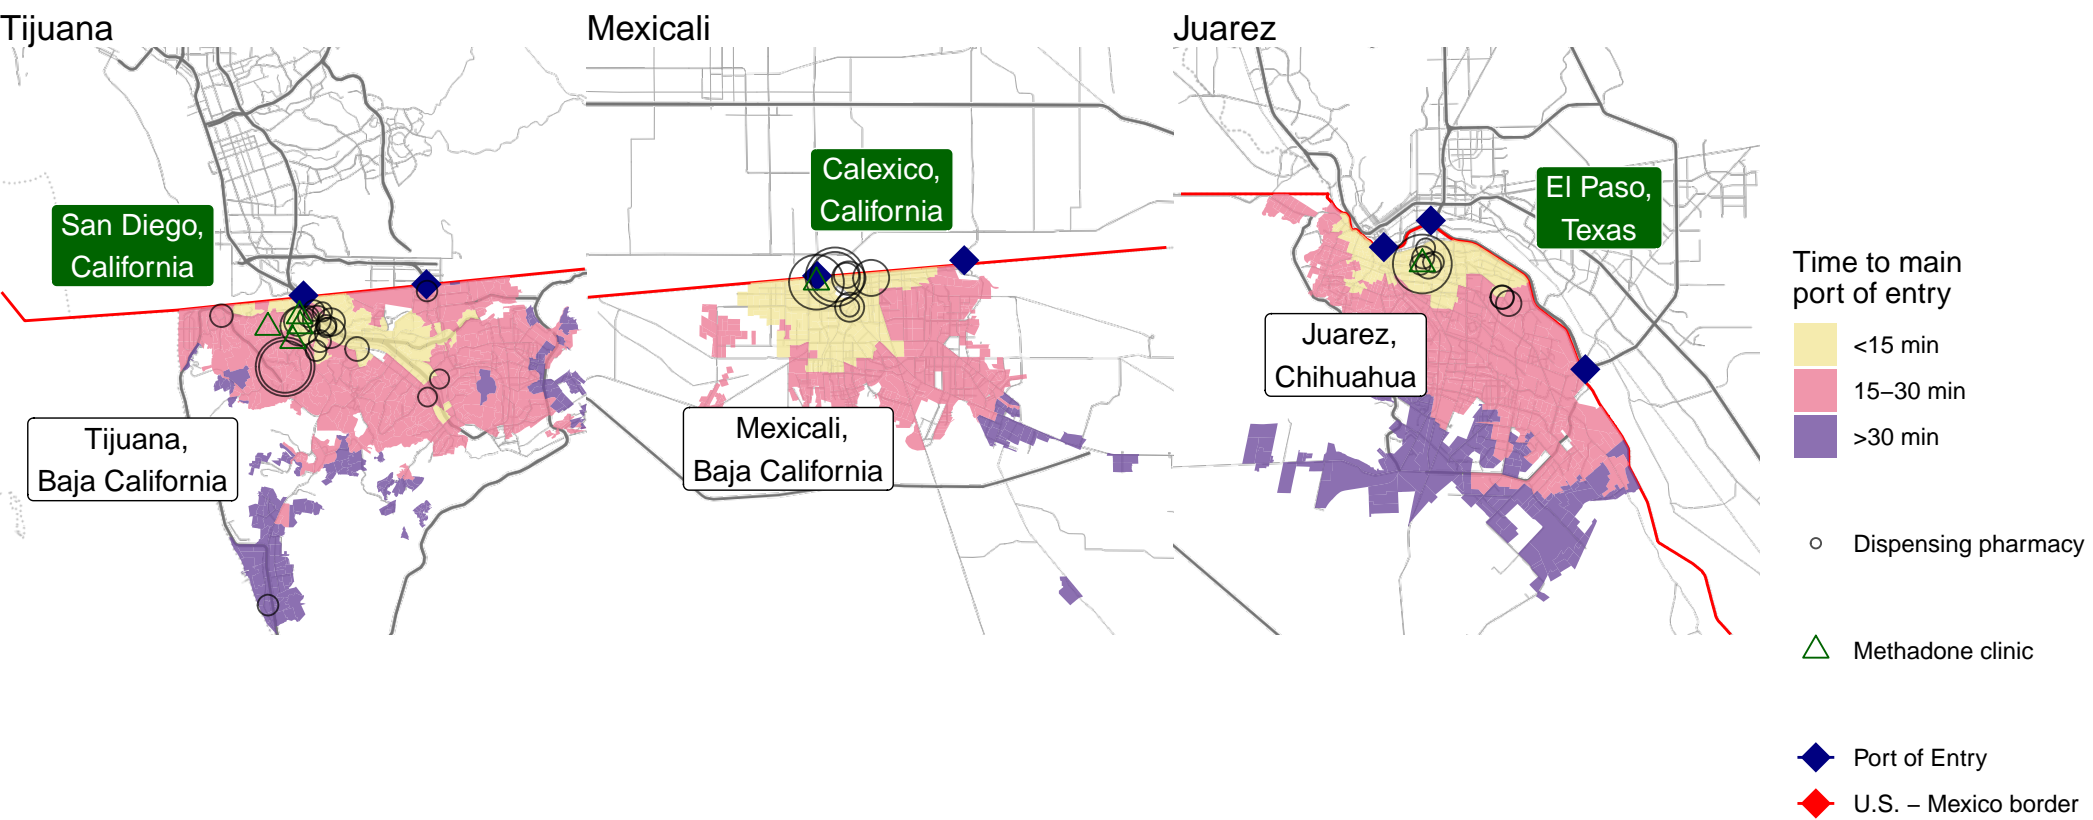 Tijuana
Mexicali
Juarez
San Diego,
California
Tijuana,
Baja California
Calexico,
California
Mexicali,
Baja California
El Paso,
Texas
Juarez,
Chihuahua
Time to main
port of entry
<15 min
15–30 min
>30 min
Dispensing pharmacy
Methadone clinic
Port of Entry
U.S. – Mexico border